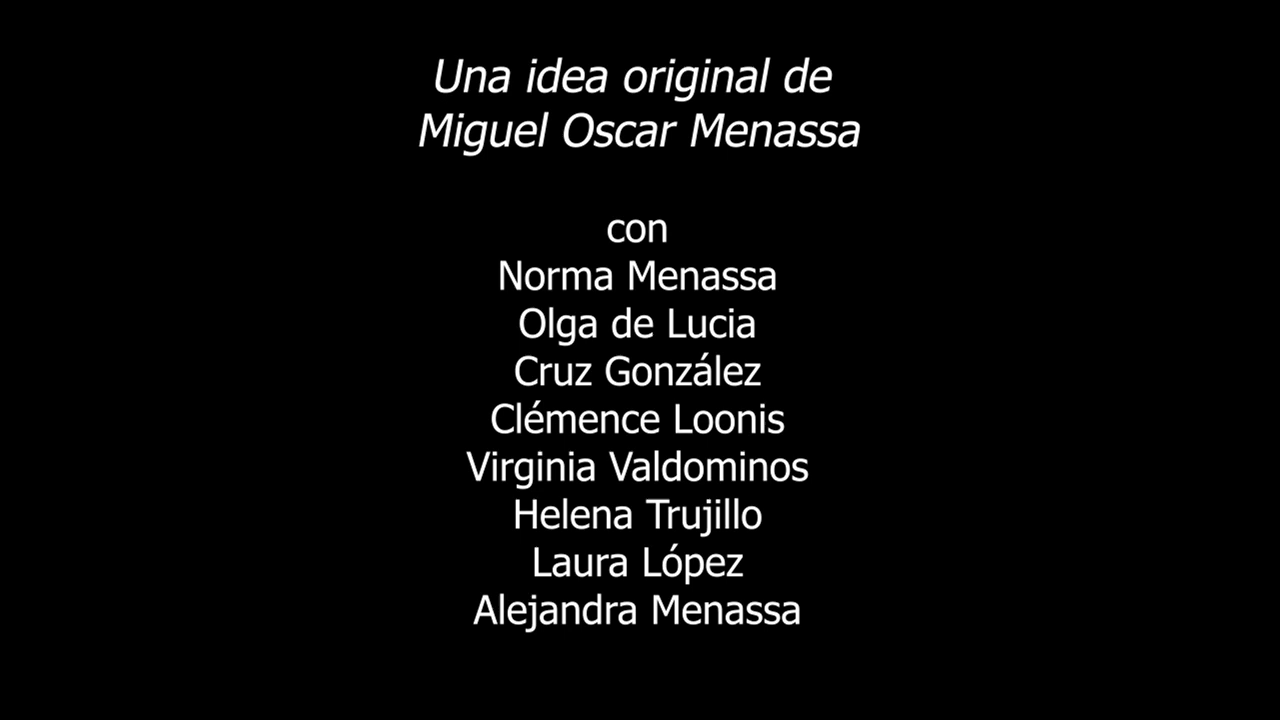 Una idea original de
Miguel Oscar Menassa
con
Norma Menassa
Olga de Lucia
Cruz González
Clémence Loonis
Virginia Valdominos
Helena Trujillo
Laura López
Alejandra Menassa